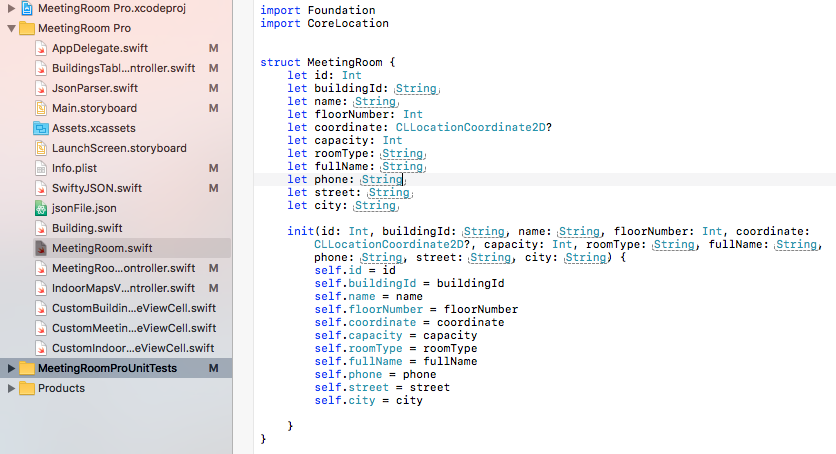 MeetingRoom Pro.xcodeproj
MeetingRoom Pro
AppDelegate.swift M
BuildingsTabl...ntroller.swift M
JsonParser.swift M
Main.storyboard M
Assets.xcassets
LaunchScreen.storyboard
Info.plist M
SwiftyJSON.swift M
jsonFile.json
Building.swift
MeetingRoom.swift
MeetingRoo...ontroller.swift M
IndoorMapsV...ntroller.swift M
CustomBuildin...eViewCell.swift
CustomMeetin...eViewCell.swift
CustomIndoor...eViewCell.swift
MeetingRoomProUnitTests M
Products
import Foundation
import CoreLocation
struct MeetingRoom {
let id: Int
let buildingId: String
let name: String
let floorNumber: Int
let coordinate: CLLocationCoordinate2D?
let capacity: Int
let roomType: String
let fullName: String
let phone: String
let street: String
let city: String
init(id: Int, buildingId: String, name: String, floorNumber: Int, coordinate:
CLLocationCoordinate2D?, capacity: Int, roomType: String, fullName: String,
phone: String, street: String, city: String) {
self.id = id
self.buildingId = buildingId
self.name = name
self.floorNumber = floorNumber
self.coordinate = coordinate
self.capacity = capacity
self.roomType = roomType
self.fullName = fullName
self.phone = phone
self.street = street
self.city = city
}
}